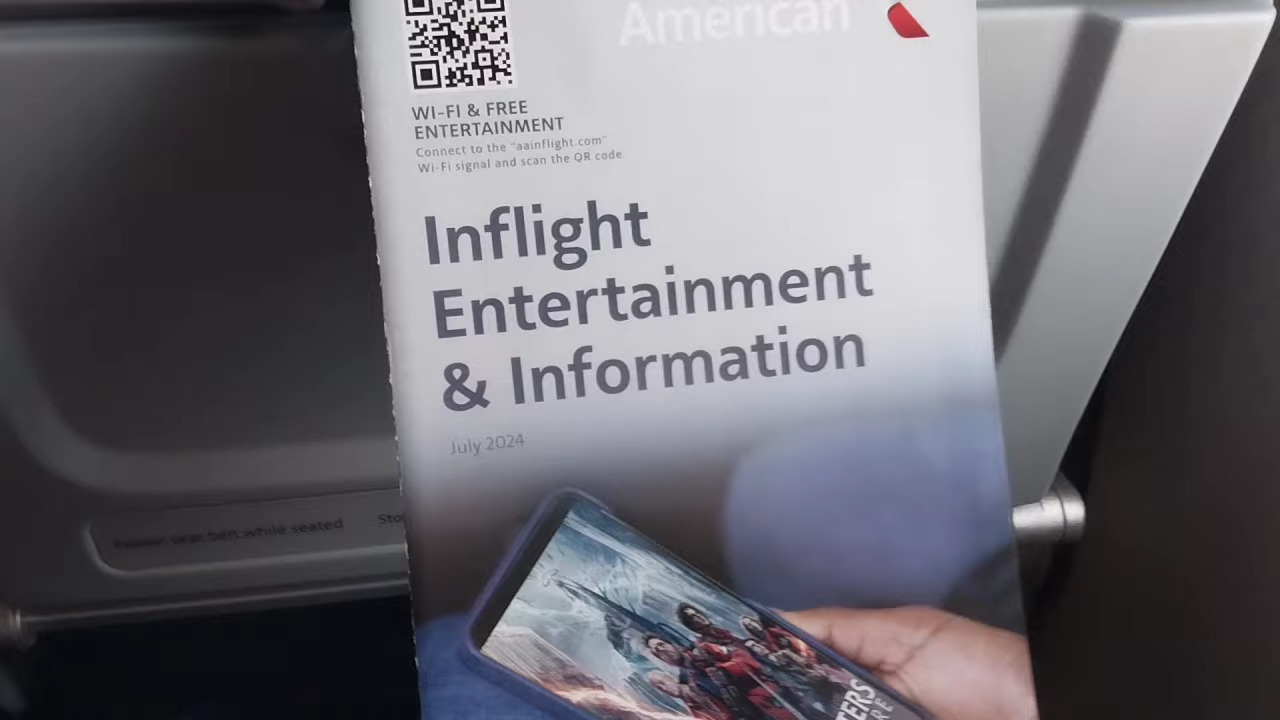 American
WI-FI & FREE
ENTERTAINMENT
Connect to the "aainflight.com"
Wi-Fi signal and scan the QR code.
Inflight
Entertainment
& Information
July 2024
seat belt while seated